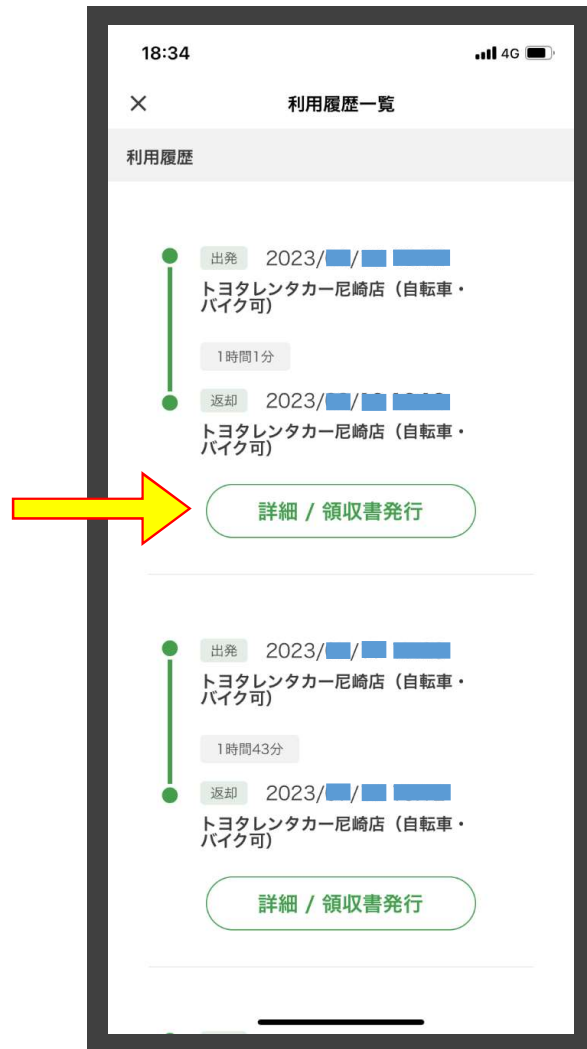 18:34
4G
利用履歴一覧
利用履歴
出発 2023/ /
トヨタレンタカー尼崎店（自転車・
バイク可）
1時間1分
返却 2023/ /
トヨタレンタカー尼崎店（自転車・
バイク可）
詳細 / 領収書発行
出発 2023/ /
トヨタレンタカー尼崎店（自転車・
バイク可）
1時間43分
返却 2023/ /
トヨタレンタカー尼崎店（自転車・
バイク可）
詳細 / 領収書発行